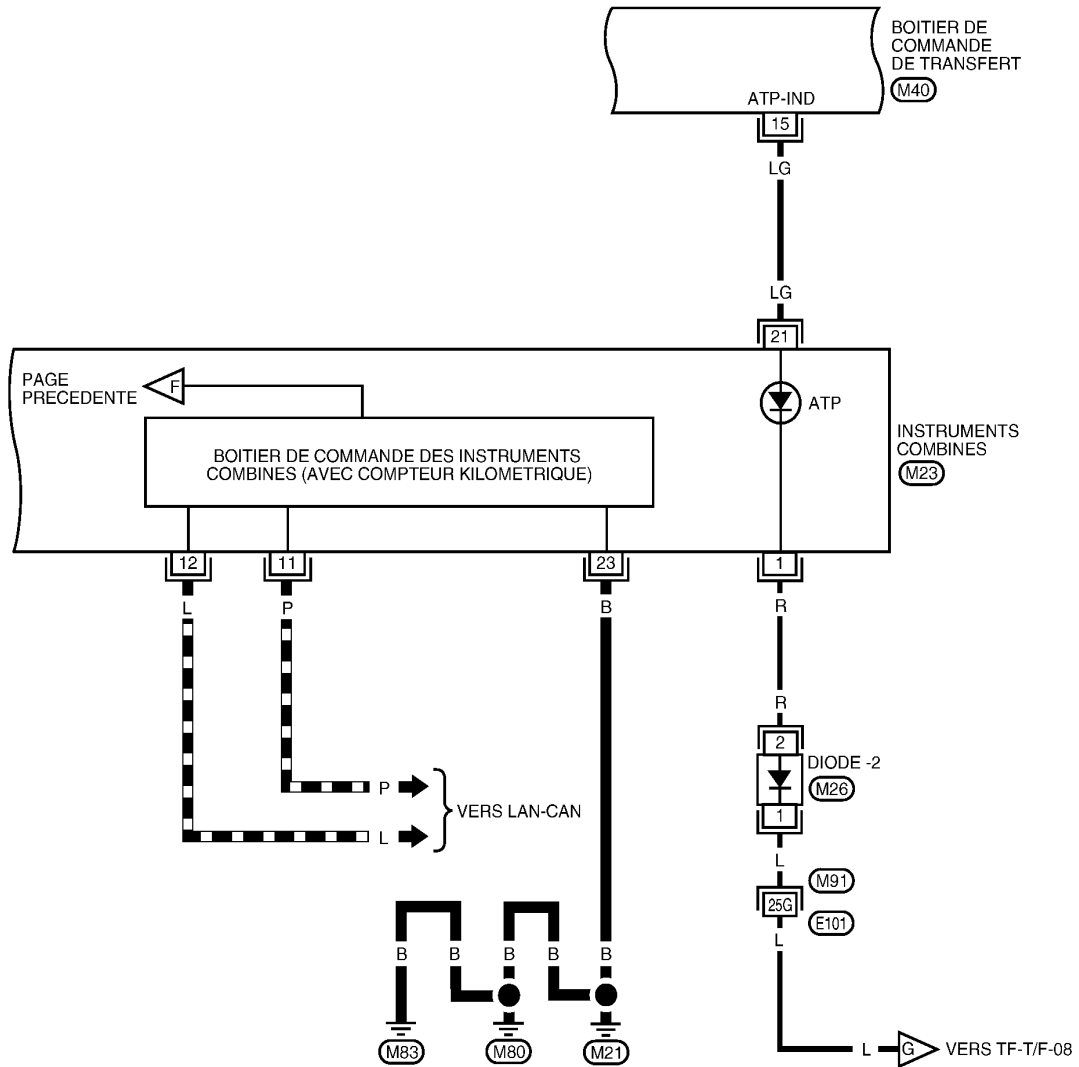 BOITIER DE
COMMANDE
DE TRANSFERT
M40
ATP-IND
15
LG
LG
21
PAGE
PRECEDENTE
F
ATP
BOITIER DE COMMANDE DES INSTRUMENTS
COMBINES (AVEC COMPTEUR KILOMETRIQUE)
INSTRUMENTS
COMBINES
M23
12
11
23
1
L
P
B
R
R
2
DIODE -2
M26
1
P
VERS LAN-CAN
L
L
M91
25G
E101
L
B
B
B
B
B
M83
M80
M21
L
G
VERS TF-T/F-08